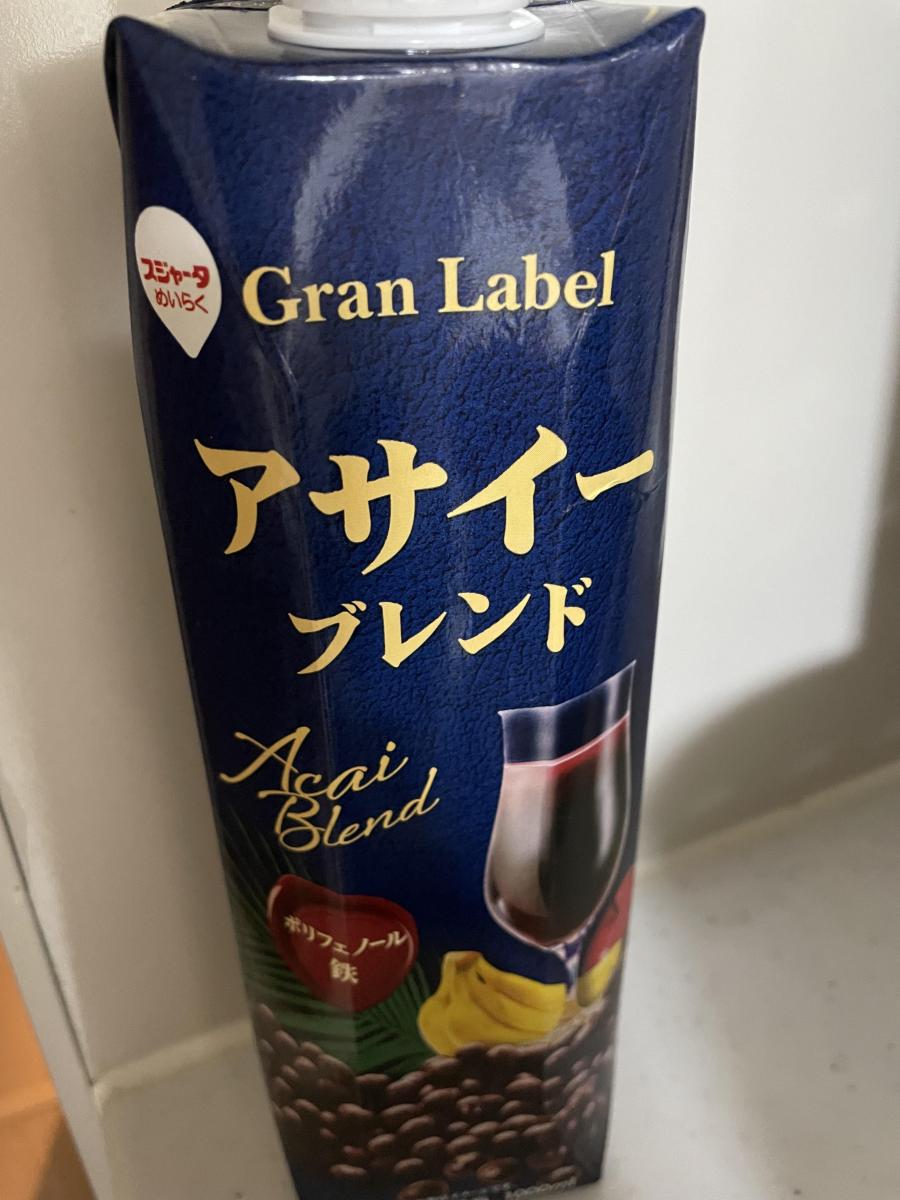 スジャータ
めいらく
Gran Label
アサイー
ブレンド
Acai
Blend
ポリフェノール
鉄
1000ml